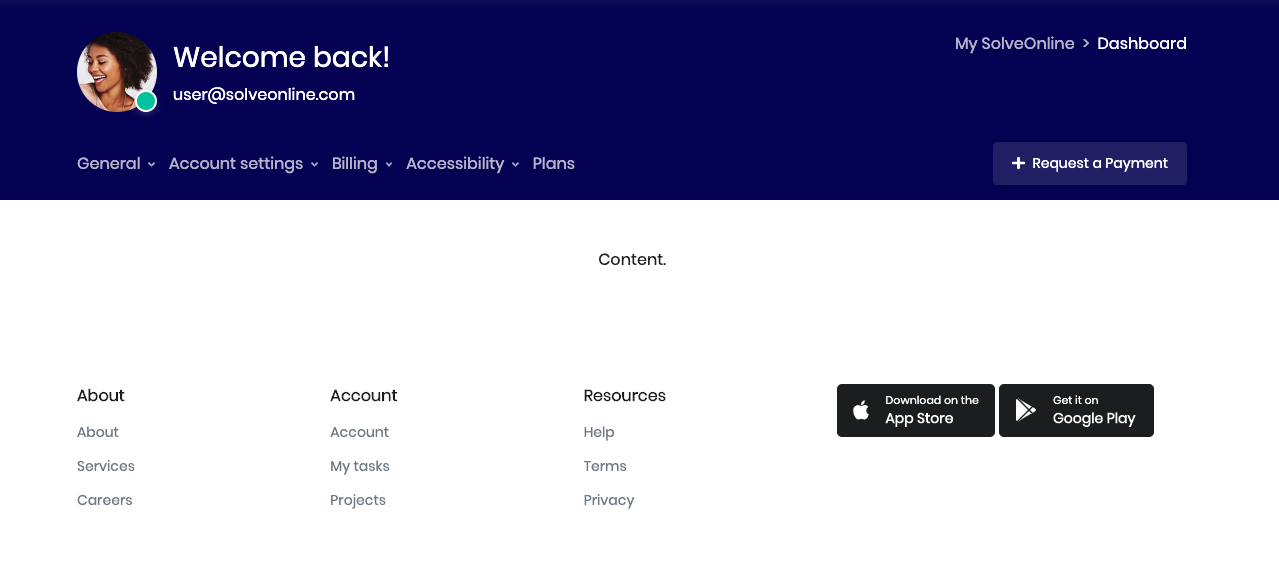 Welcome back!
user@solveonline.com
My SolveOnline > Dashboard
General Account settings Billing Accessibility Plans
+ Request a Payment
Content.
About
About
Services
Careers
Account
Account
My tasks
Projects
Resources
Help
Terms
Privacy
Download on the
App Store
Get it on
Google Play